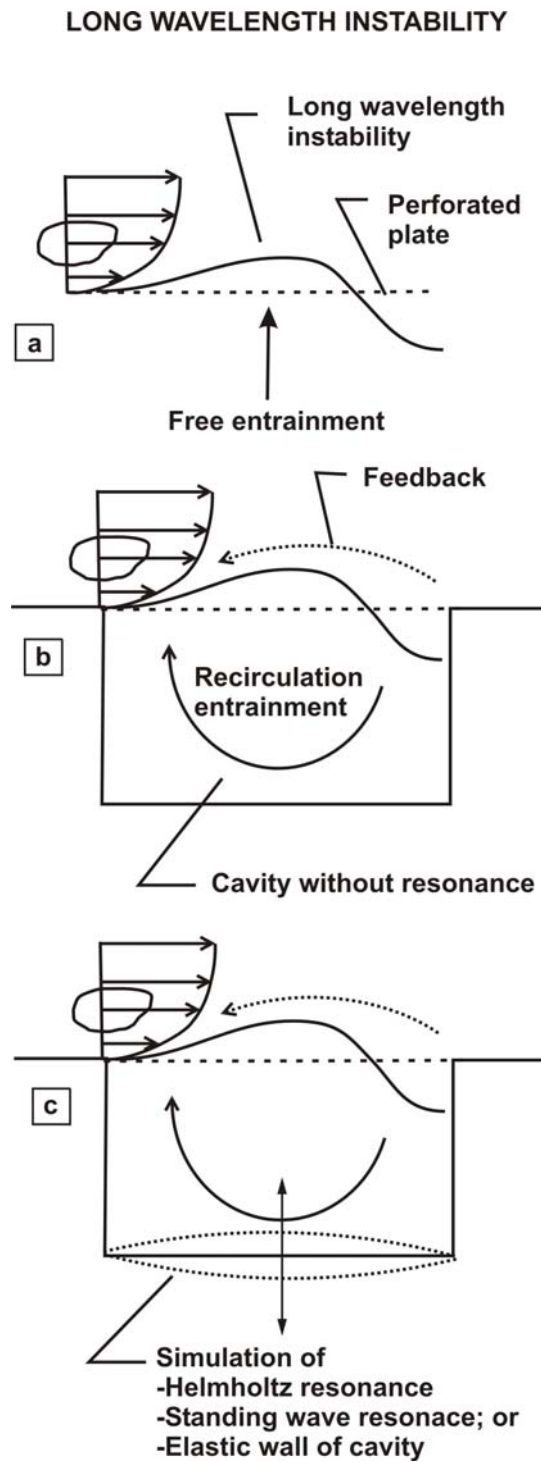 LONG WAVELENGTH INSTABILITY
Long wavelength
instability
Perforated
plate
a
Free entrainment
Feedback
b
Recirculation
entrainment
Cavity without resonance
c
Simulation of
-Helmholtz resonance
-Standing wave resonace; or
-Elastic wall of cavity